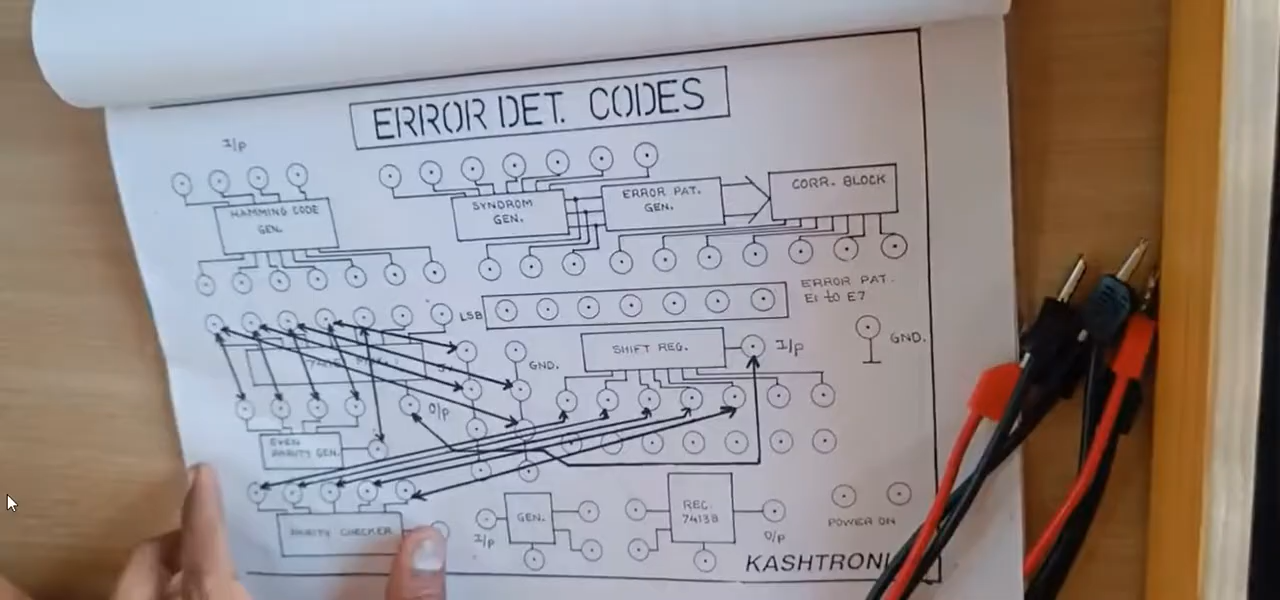 ERROR DET. CODES
I/P
HAMMING CODE
GEN.
SYNDROM
GEN.
ERROR PAT.
GEN.
CORR. BLOCK
LSB
ERROR PAT.
E1 to E7
GND.
SHIFT REG.
I/P
GND.
O/P
EVEN
PARITY GEN.
PARITY CHECKER
I/P
GEN.
REC.
74138
O/P
POWER ON
KASHTRONI